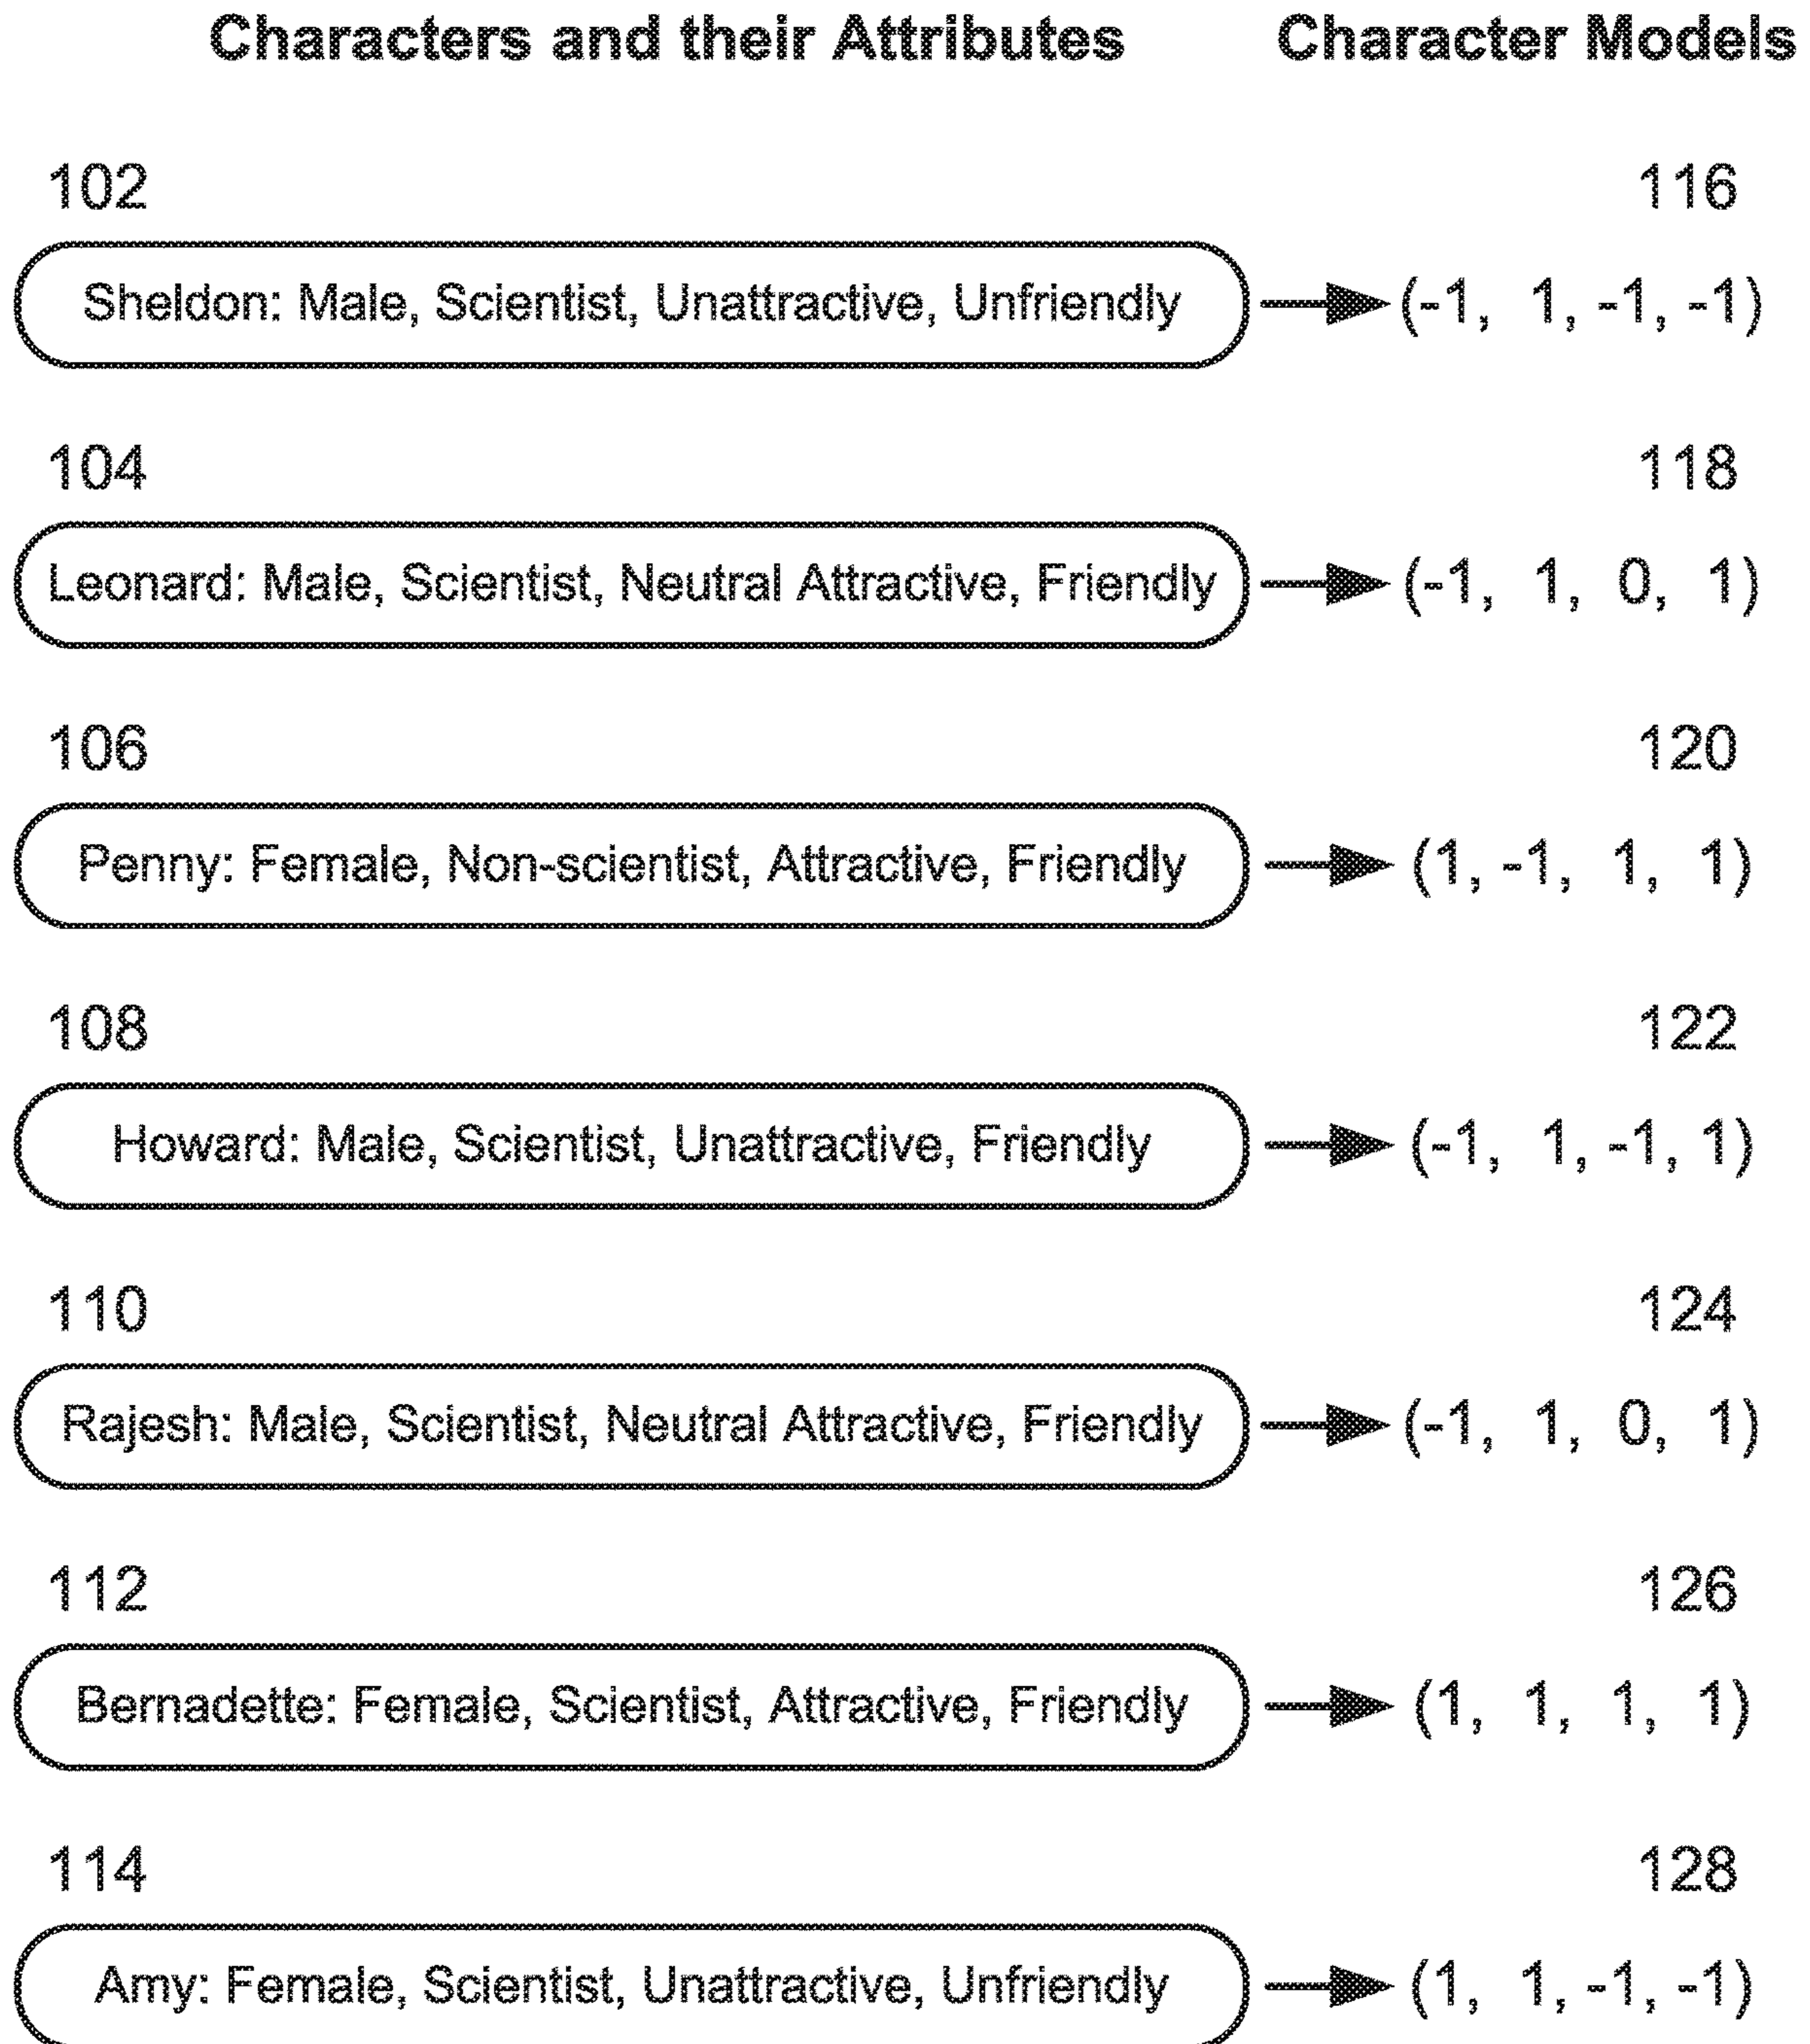 Characters and their Attributes Character Models
102 116
Sheldon: Male, Scientist, Unattractive, Unfriendly (-1, 1, -1, -1)
104 118
Leonard: Male, Scientist, Neutral Attractive, Friendly (-1, 1, 0, 1)
106 120
Penny: Female, Non-scientist, Attractive, Friendly (1, -1, 1, 1)
108 122
Howard: Male, Scientist, Unattractive, Friendly (-1, 1, -1, 1)
110 124
Rajesh: Male, Scientist, Neutral Attractive, Friendly (-1, 1, 0, 1)
112 126
Bernadette: Female, Scientist, Attractive, Friendly (1, 1, 1, 1)
114 128
Amy: Female, Scientist, Unattractive, Unfriendly (1, 1, -1, -1)